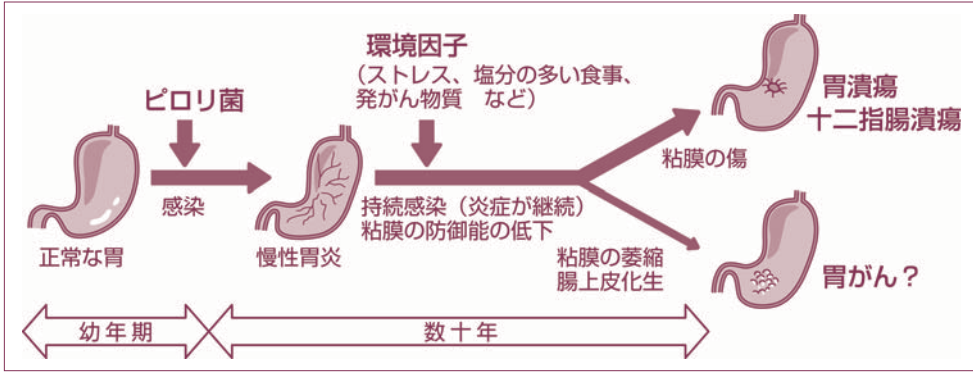 環境因子
（ストレス、塩分の多い食事、
発がん物質　など）
ピロリ菌
胃潰瘍
十二指腸潰瘍
粘膜の傷
感染
持続感染（炎症が継続）
粘膜の防御能の低下
正常な胃
慢性胃炎
粘膜の萎縮
腸上皮化生
胃がん？
幼年期
数十年